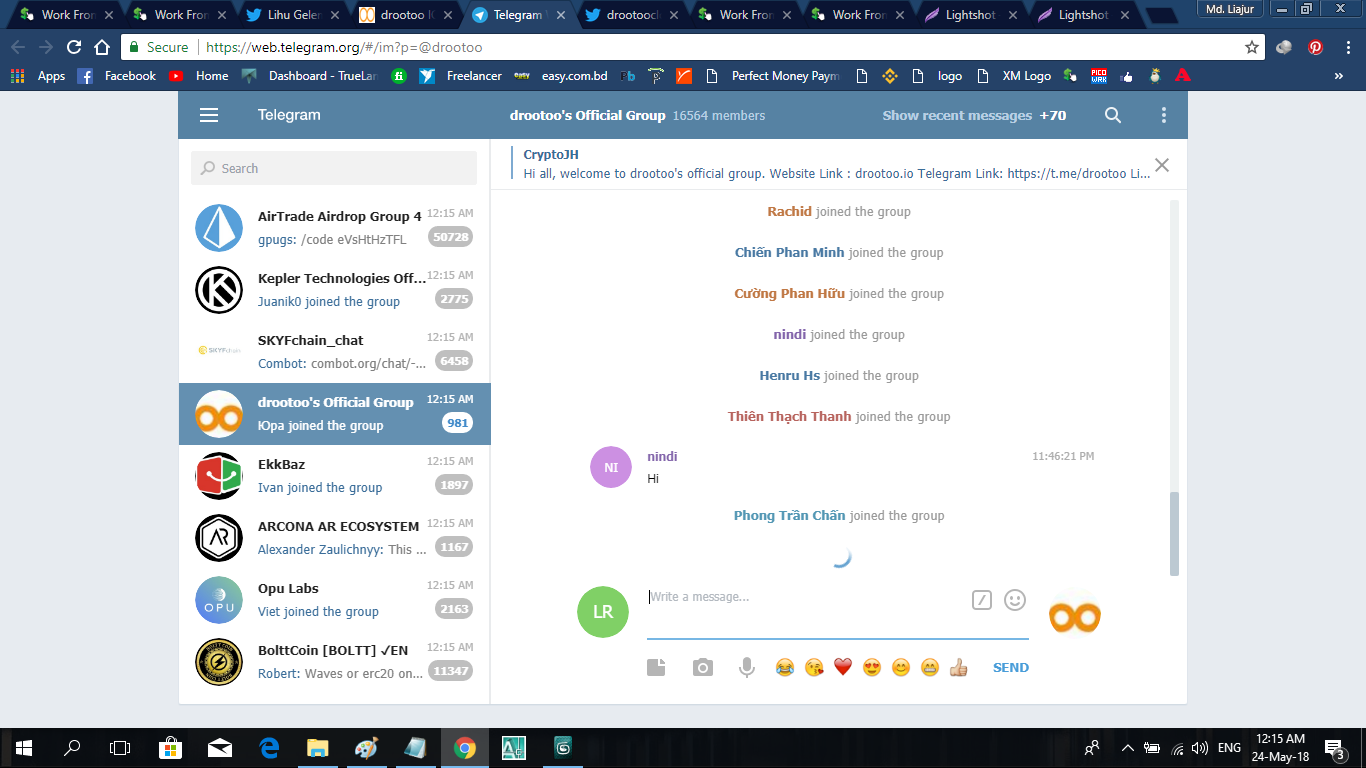 Work Fron
Work Fron
Lihu Gelen
drootoo IC
Telegram
drootoocl
Work Fron
Work Fron
Lightshot
Lightshot
Md. Liajur
Secure https://web.telegram.org/#/im?p=@drootoo
Apps Facebook Home Dashboard - TrueLan Freelancer easy easy.com.bd Perfect Money Paym logo XM Logo PICO WRK »
Telegram
drootoo's Official Group 16564 members
Show recent messages +70
Search
AirTrade Airdrop Group 4 12:15 AM
gpugs: /code eVsHtHzTFL 50728
Kepler Technologies Off... 12:15 AM
Juanik0 joined the group 2775
SKYFchain
SKYFchain_chat 12:15 AM
Combot: combot.org/chat/-... 6458
drootoo's Official Group 12:15 AM
Юра joined the group 981
EkkBaz 12:15 AM
Ivan joined the group 1897
ARCONA AR ECOSYSTEM 12:15 AM
Alexander Zaulichnyy: This ... 1167
OPU
Opu Labs 12:15 AM
Viet joined the group 2163
BolttCoin [BOLTT] ✓EN 12:15 AM
Robert: Waves or erc20 on... 11347
CryptoJH
Hi all, welcome to drootoo's official group. Website Link : drootoo.io Telegram Link: https://t.me/drootoo Li...
Rachid joined the group
Chiến Phan Minh joined the group
Cường Phan Hữu joined the group
nindi joined the group
Henru Hs joined the group
Thiên Thạch Thanh joined the group
NI
nindi 11:46:21 PM
Hi
Phong Trần Chấn joined the group
LR
Write a message...
SEND
ENG
12:15 AM
24-May-18
3